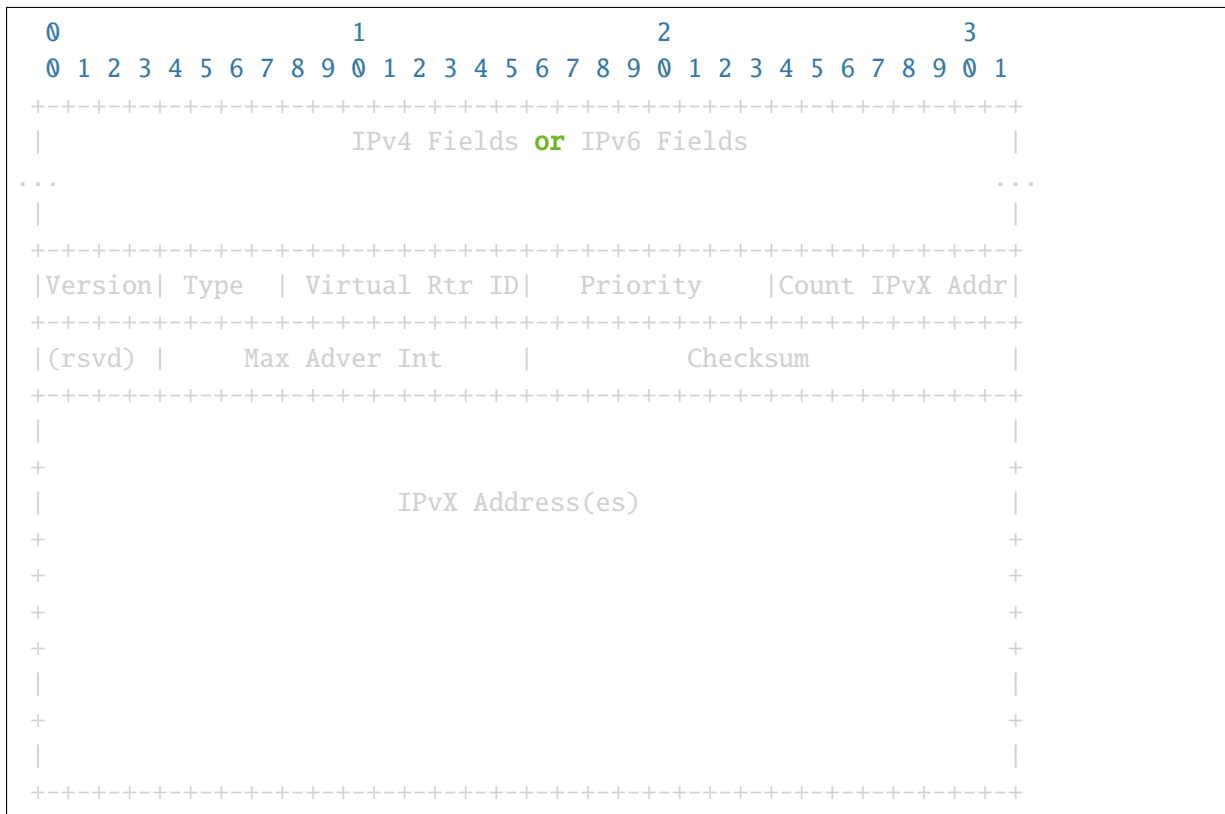 0                   1                   2                   3
 0 1 2 3 4 5 6 7 8 9 0 1 2 3 4 5 6 7 8 9 0 1 2 3 4 5 6 7 8 9 0 1
+-+-+-+-+-+-+-+-+-+-+-+-+-+-+-+-+-+-+-+-+-+-+-+-+-+-+-+-+-+-+-+-+
|                    IPv4 Fields or IPv6 Fields                 |
...                                                             ...
|                                                               |
+-+-+-+-+-+-+-+-+-+-+-+-+-+-+-+-+-+-+-+-+-+-+-+-+-+-+-+-+-+-+-+-+
|Version| Type  | Virtual Rtr ID|   Priority    |Count IPvX Addr|
+-+-+-+-+-+-+-+-+-+-+-+-+-+-+-+-+-+-+-+-+-+-+-+-+-+-+-+-+-+-+-+-+
|(rsvd) |     Max Adver Int     |          Checksum             |
+-+-+-+-+-+-+-+-+-+-+-+-+-+-+-+-+-+-+-+-+-+-+-+-+-+-+-+-+-+-+-+-+
|                                                               |
+                                                               +
|                       IPvX Address(es)                        |
+                                                               +
+                                                               +
+                                                               +
+                                                               +
|                                                               |
+                                                               +
|                                                               |
+-+-+-+-+-+-+-+-+-+-+-+-+-+-+-+-+-+-+-+-+-+-+-+-+-+-+-+-+-+-+-+-+